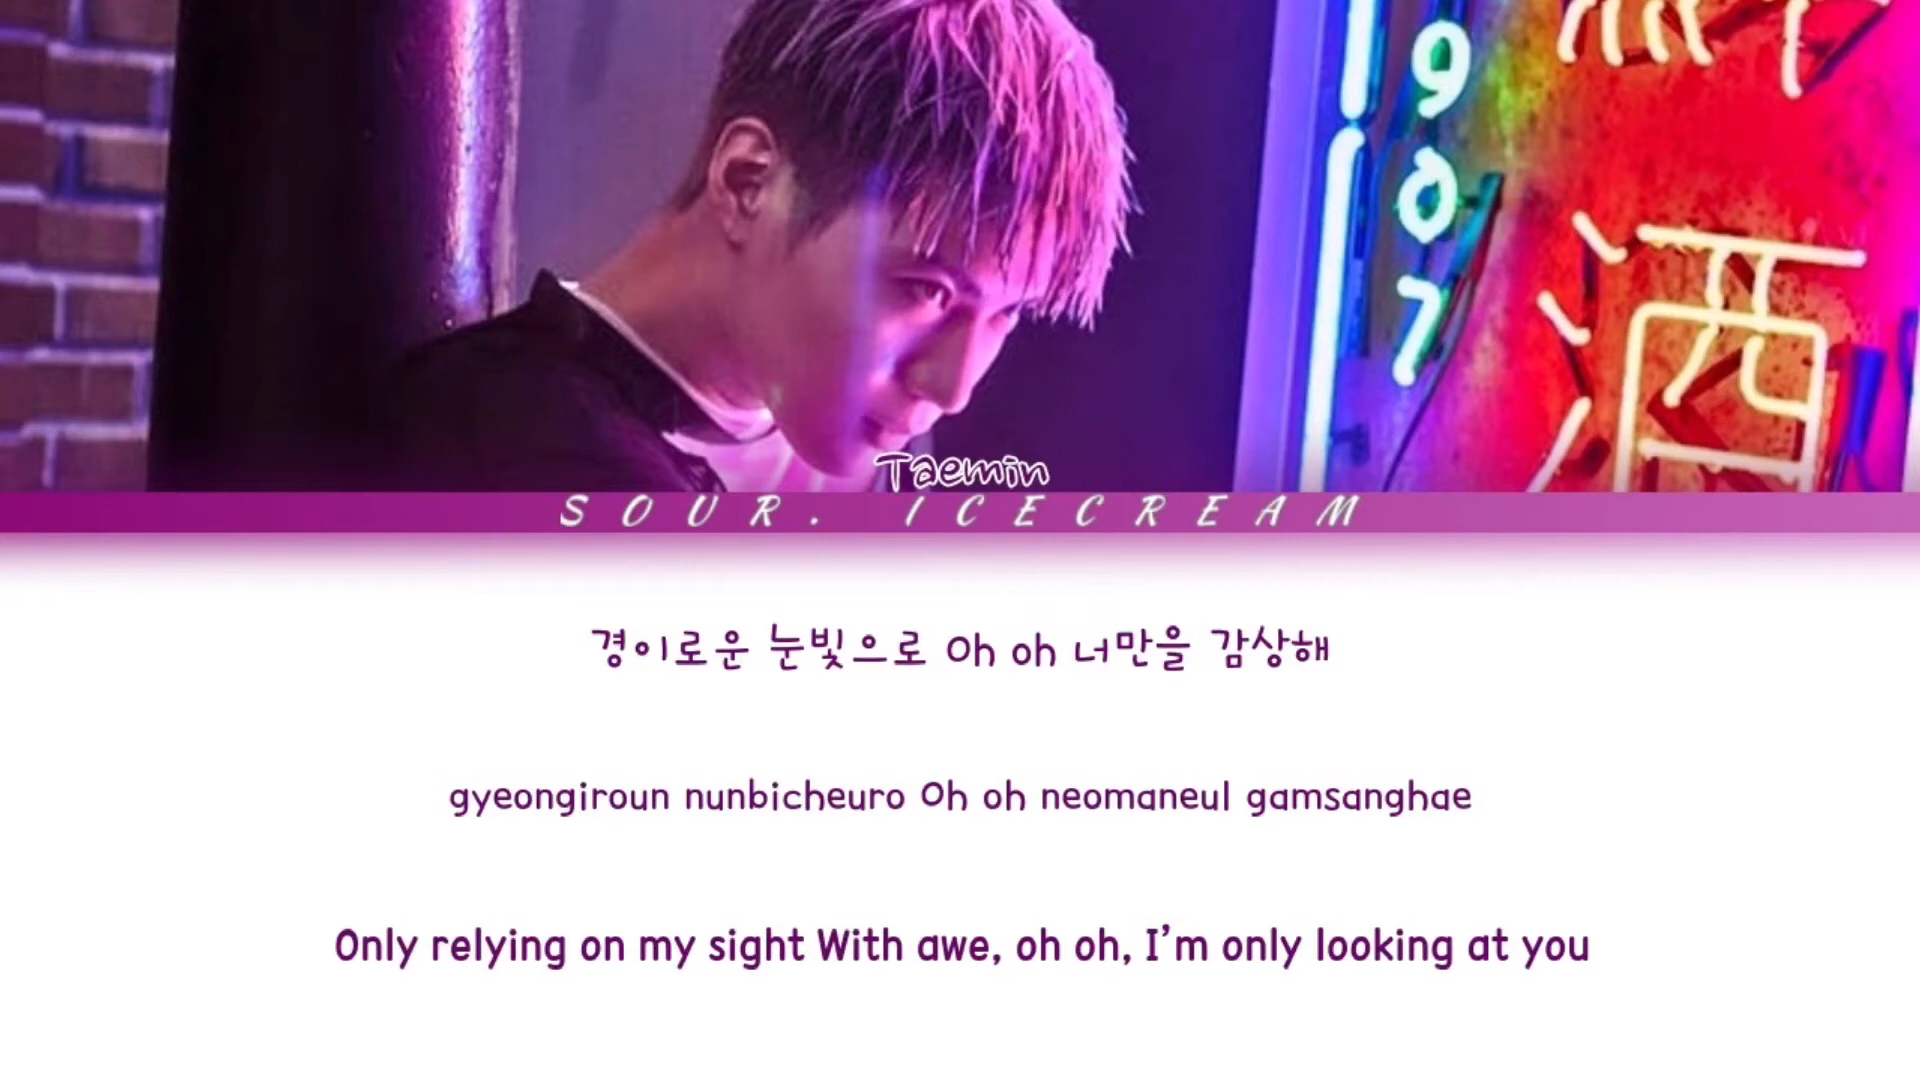 907
酒
Taemin
SOUR. ICECREAM
경이로운 눈빛으로 Oh oh 너만을 감상해
gyeongiroun nunbicheuro Oh oh neomaneul gamsanghae
Only relying on my sight With awe, oh oh, I'm only looking at you